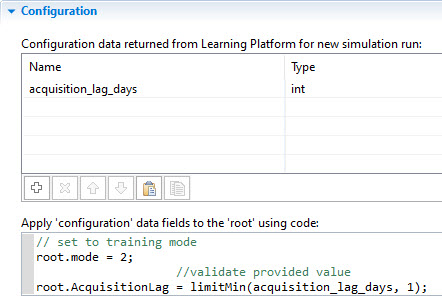 Configuration
Configuration data returned from Learning Platform for new simulation run:
Name Type
acquisition_lag_days int
Apply 'configuration' data fields to the 'root' using code:
// set to training mode
root.mode = 2;
//validate provided value
root.AcquisitionLag = limitMin(acquisition_lag_days, 1);